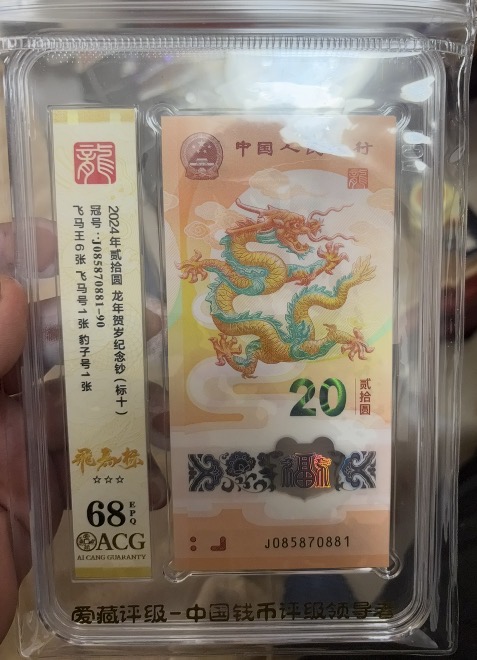 龍
2024年贰拾圆 龙年贺岁纪念钞(标十)
冠号:J085870881-90
飞马王6张 飞马号1张 豹子号1张
☆☆☆
68 EPQ
ACG
AI CANG GUARANTY
中国人民银行
20
贰拾圆
福
J085870881
爱藏评级-中国钱币评级领导者